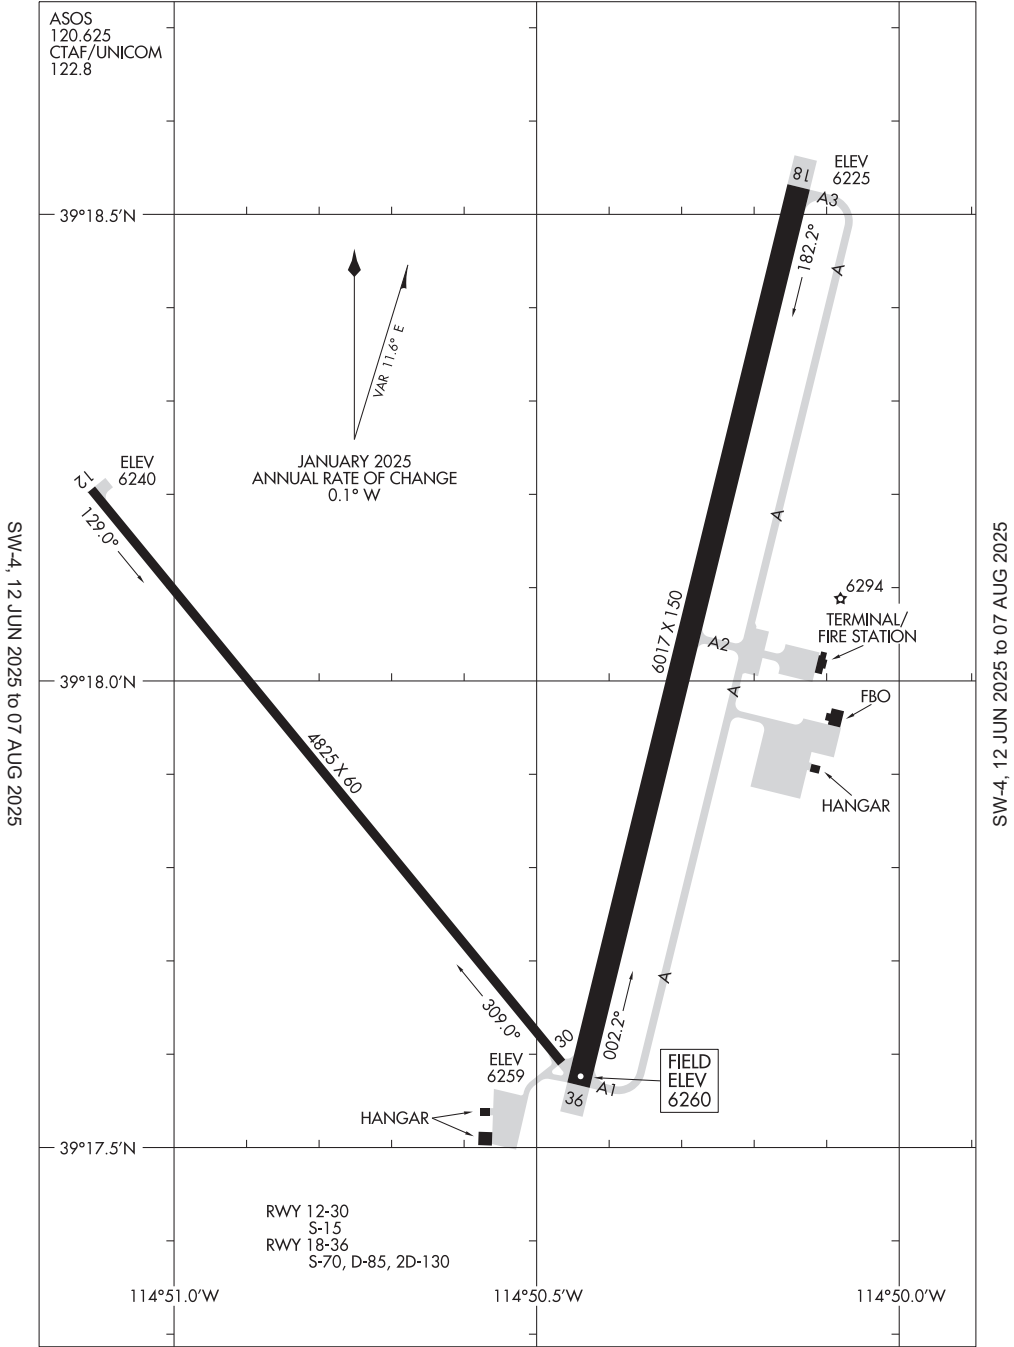 ASOS
120.625
CTAF/UNICOM
122.8
ELEV
6225
18
A3
39°18.5'N
182.2°
A
VAR 11.6° E
JANUARY 2025
ANNUAL RATE OF CHANGE
0.1° W
ELEV
6240
12
129.0°
A
SW-4, 12 JUN 2025 to 07 AUG 2025
SW-4, 12 JUN 2025 to 07 AUG 2025
6294
TERMINAL/
FIRE STATION
6017 X 150
A2
39°18.0'N
A
FBO
4825 X 60
HANGAR
A
309.0°
30
002.2°
ELEV
6259
FIELD
ELEV
6260
A1
36
HANGAR
39°17.5'N
RWY 12-30
S-15
RWY 18-36
S-70, D-85, 2D-130
114°51.0'W
114°50.5'W
114°50.0'W